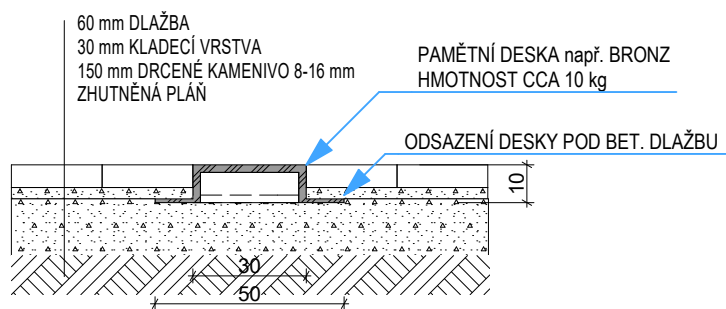 60 mm DLAŽBA
30 mm KLADECÍ VRSTVA
150 mm DRCENÉ KAMENIVO 8-16 mm
ZHUTNĚNÁ PLÁŇ
PAMĚTNÍ DESKA např. BRONZ
HMOTNOST CCA 10 kg
ODSAZENÍ DESKY POD BET. DLAŽBU
10
30
50